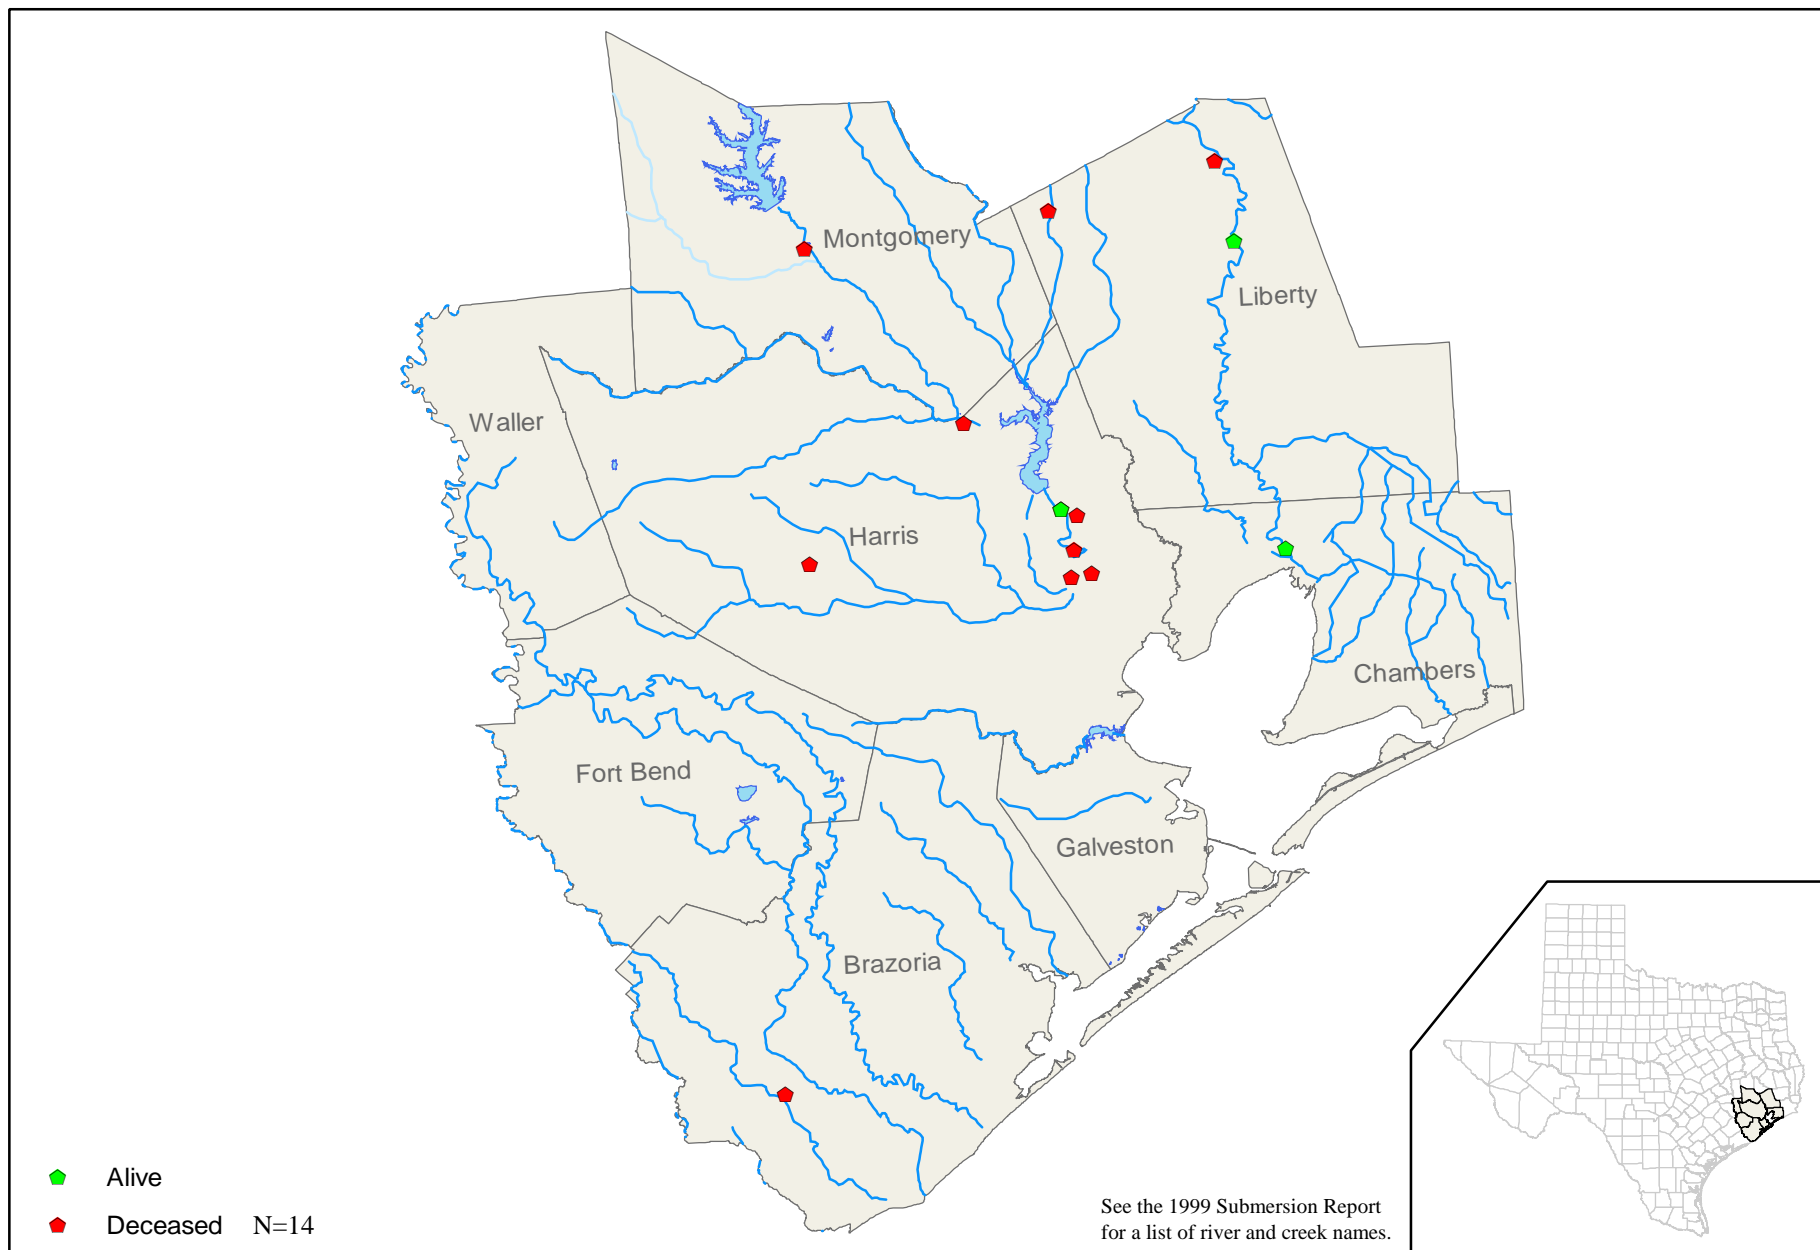 Montgomery
Liberty
Waller
Harris
Chambers
Fort Bend
Galveston
Brazoria
Alive
Deceased N=14
See the 1999 Submersion Report
for a list of river and creek names.